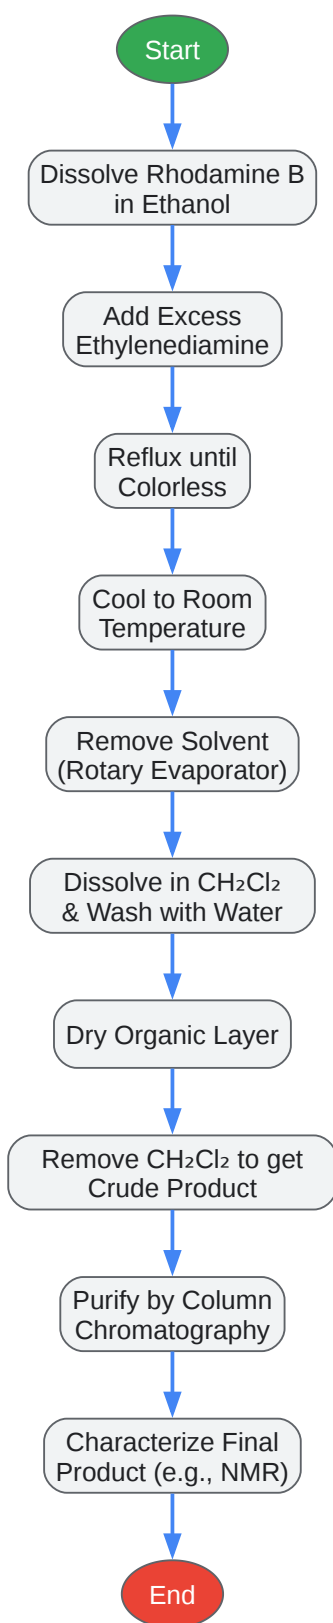 Start
Dissolve Rhodamine B
in Ethanol
Add Excess
Ethylenediamine
Reflux until
Colorless
Cool to Room
Temperature
Remove Solvent
(Rotary Evaporator)
Dissolve in CH₂Cl₂
& Wash with Water
Dry Organic Layer
Remove CH₂Cl₂ to get
Crude Product
Purify by Column
Chromatography
Characterize Final
Product (e.g., NMR)
End